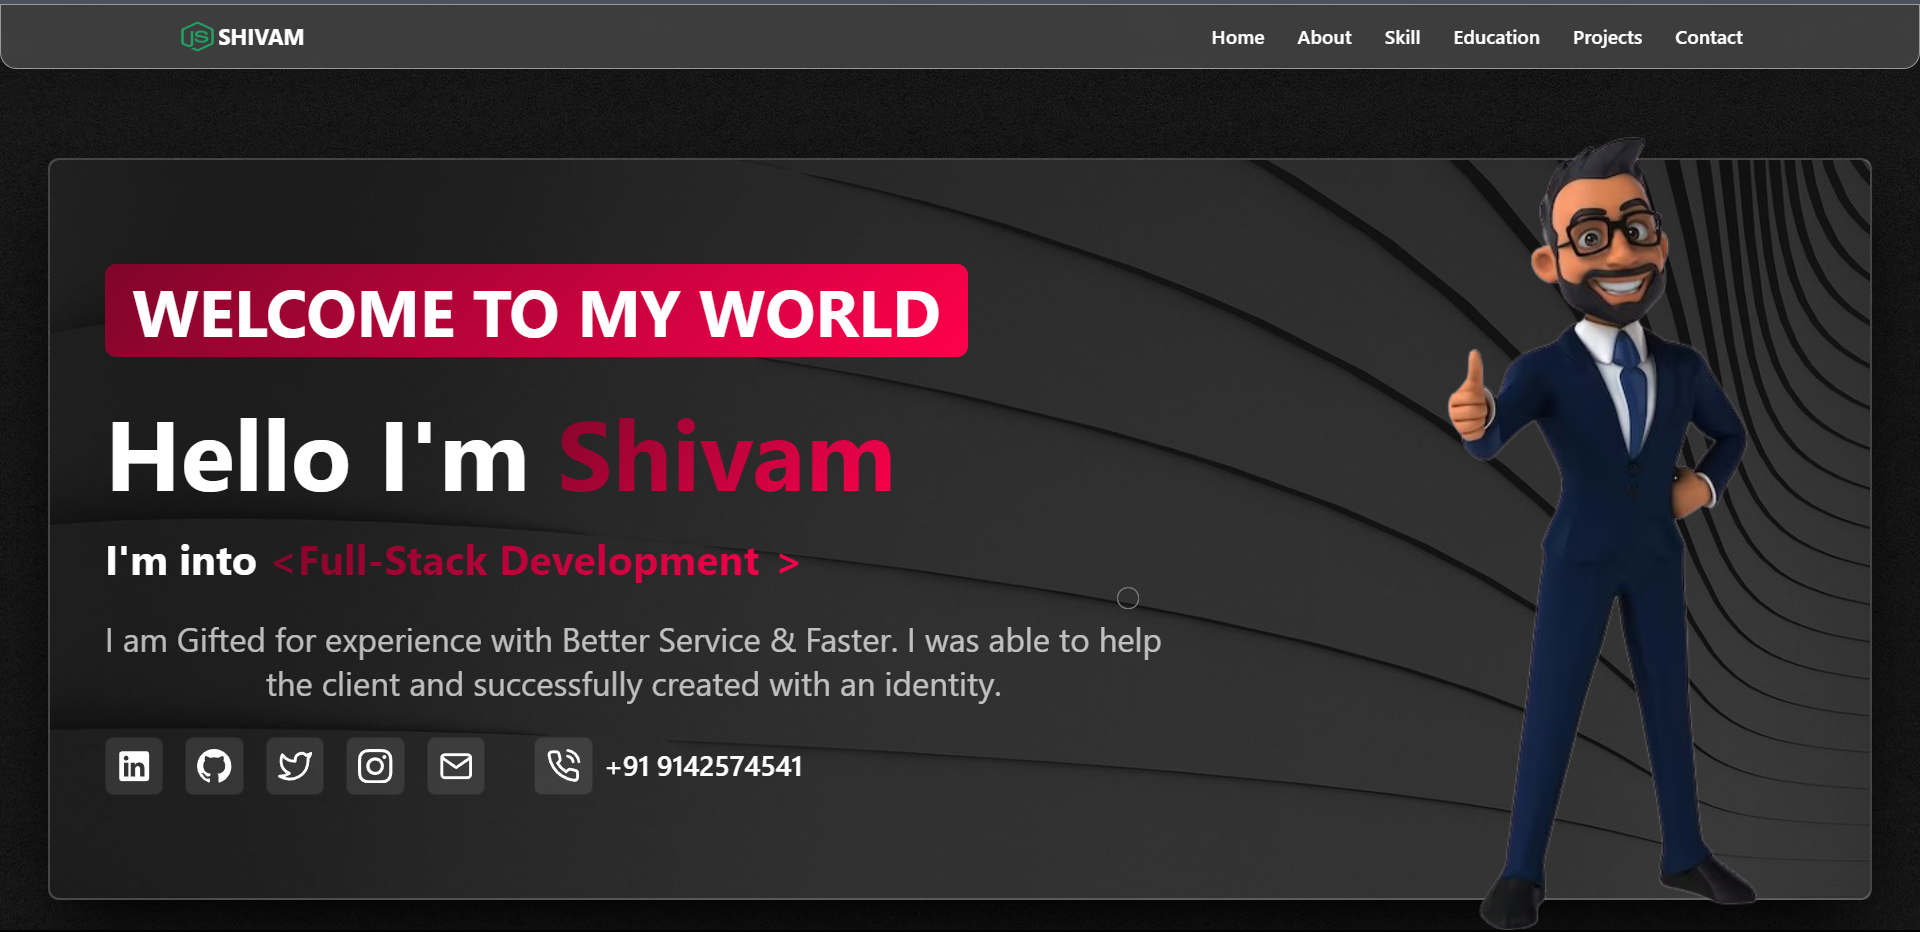 JS SHIVAM
Home About Skill Education Projects Contact
WELCOME TO MY WORLD
Hello I'm Shivam
I'm into <Full-Stack Development >
I am Gifted for experience with Better Service & Faster. I was able to help
the client and successfully created with an identity.
in +91 9142574541